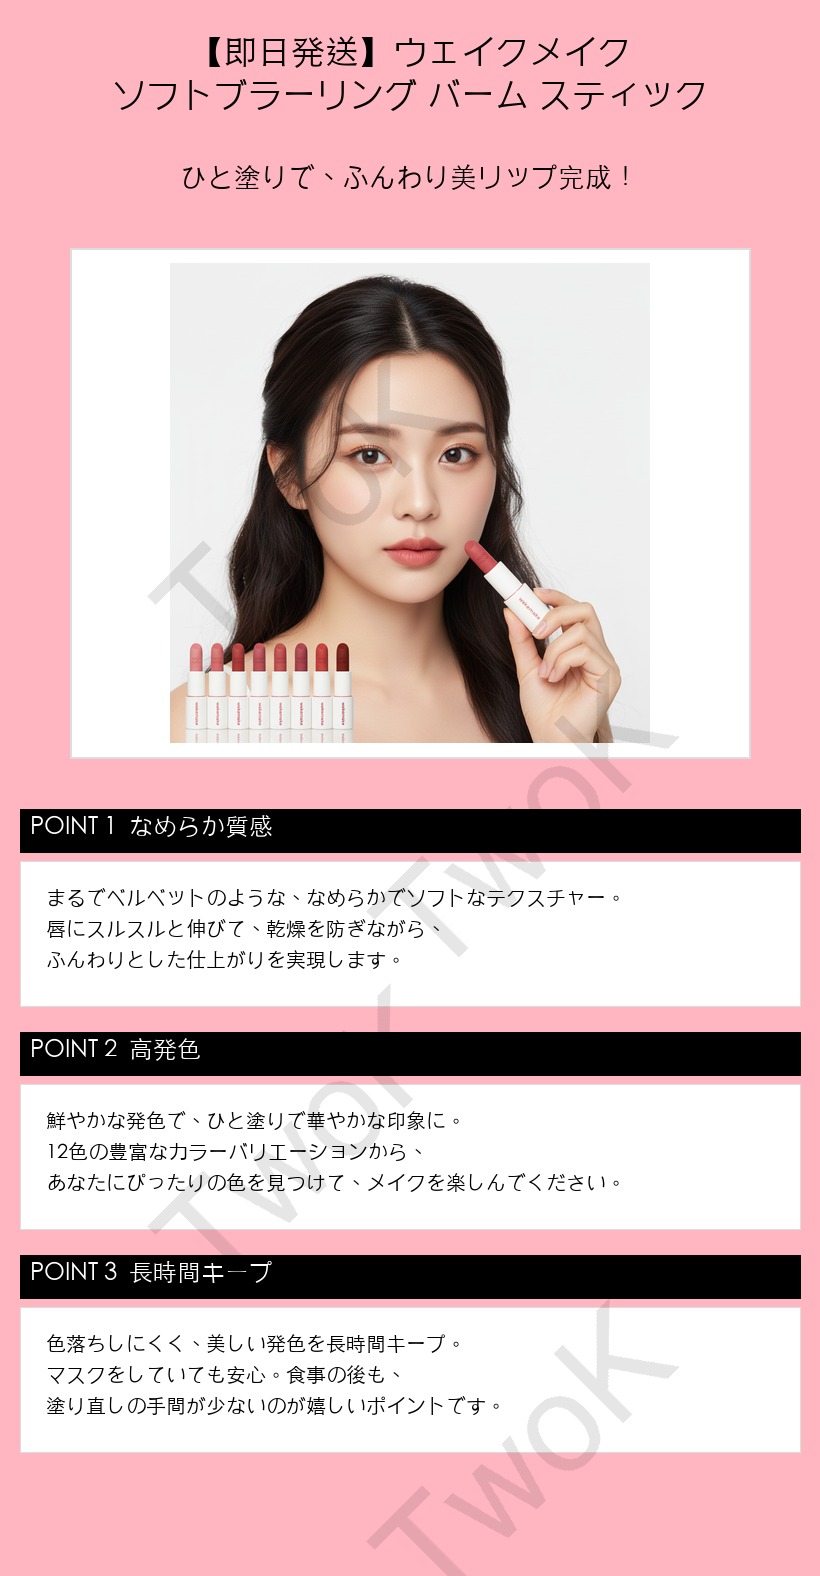 【即日発送】ウェイクメイク
ソフトブラーリング バーム スティック
ひと塗りで、ふんわり美リップ完成！
TwoK
wakemake
POINT 1 なめらか質感
まるでベルベットのような、なめらかでソフトなテクスチャー。
唇にスルスルと伸びて、乾燥を防ぎながら、
ふんわりとした仕上がりを実現します。
TwoK
POINT 2 高発色
鮮やかな発色で、ひと塗りで華やかな印象に。
12色の豊富なカラーバリエーションから、
あなたにぴったりの色を見つけて、メイクを楽しんでください。
TwoK
POINT 3 長時間キープ
色落ちしにくく、美しい発色を長時間キープ。
マスクをしていても安心。食事の後も、
塗り直しの手間が少ないのが嬉しいポイントです。
TwoK